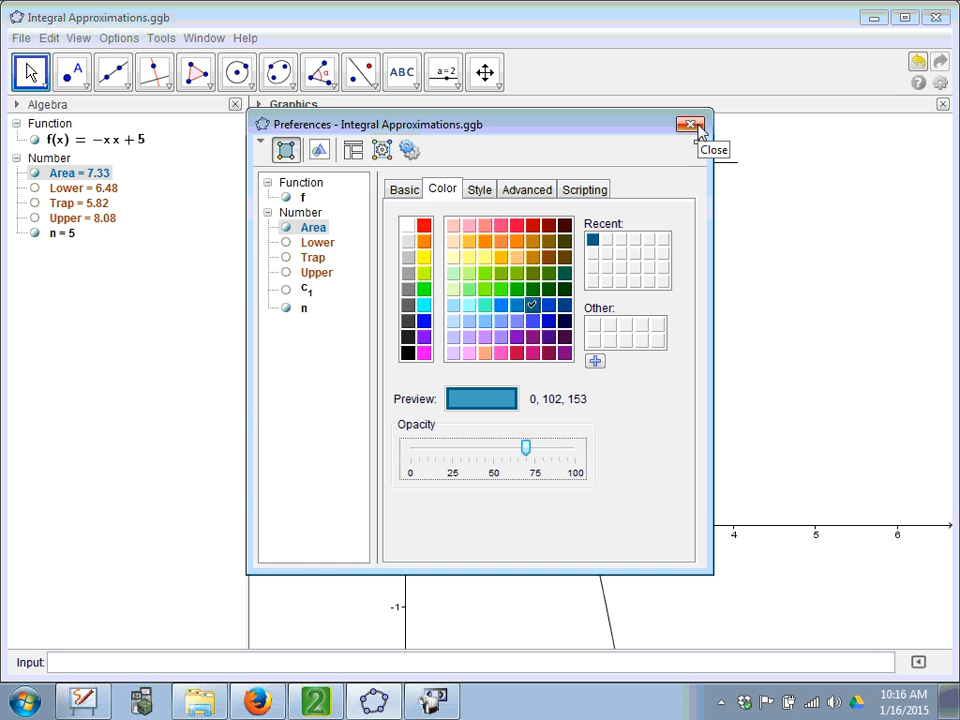 Integral Approximations.ggb
File Edit View Options Tools Window Help
A
ABC
a=2
Algebra
Graphics
Function
f(x) = −x x + 5
Number
Area = 7.33
Lower = 6.48
Trap = 5.82
Upper = 8.08
n = 5
Preferences - Integral Approximations.ggb
Close
Function
f
Number
Area
Lower
Trap
Upper
c1
n
Basic Color Style Advanced Scripting
Recent:
Other:
Preview: 0, 102, 153
Opacity
0 25 50 75 100
4 5 6
-1
Input:
2
10:16 AM
1/16/2015